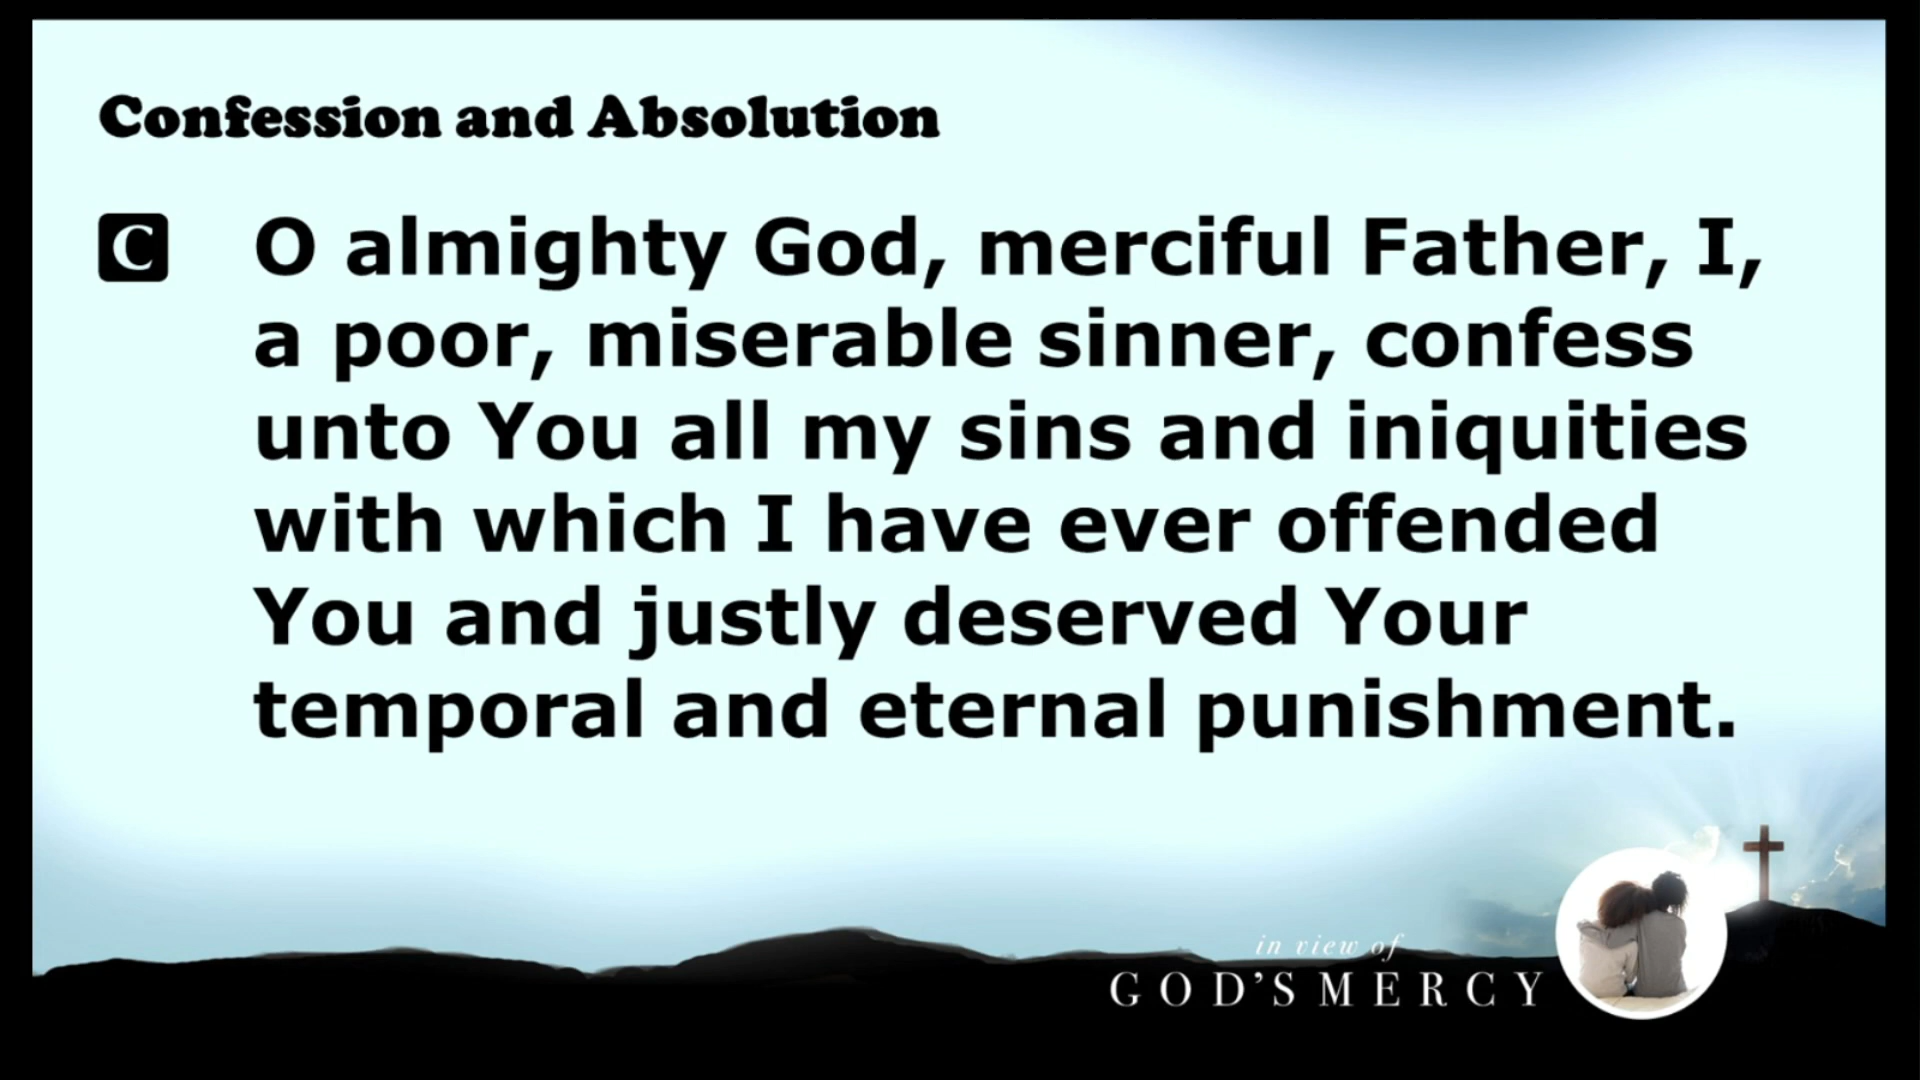 Confession and Absolution
C O almighty God, merciful Father, I,
a poor, miserable sinner, confess
unto You all my sins and iniquities
with which I have ever offended
You and justly deserved Your
temporal and eternal punishment.
in view of
GOD'S MERCY